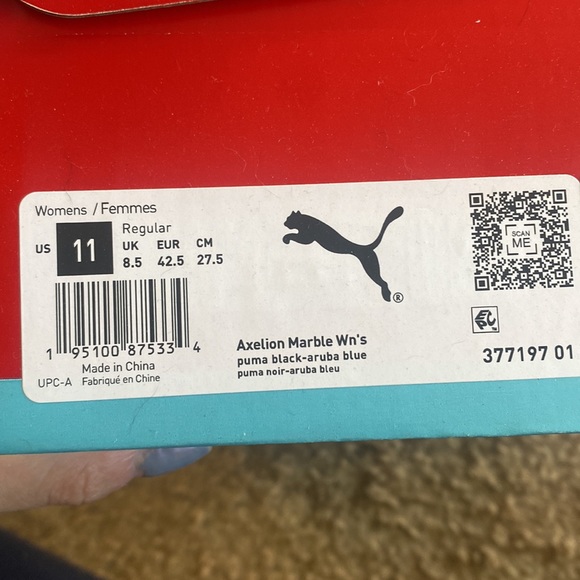 Womens / Femmes
US 11 Regular
UK EUR CM
8.5 42.5 27.5
1 95100 87533 4
Made in China
UPC-A Fabriqué en Chine
®
Axelion Marble Wn's
puma black-aruba blue
puma noir-aruba bleu
SCAN
ME
377197 01